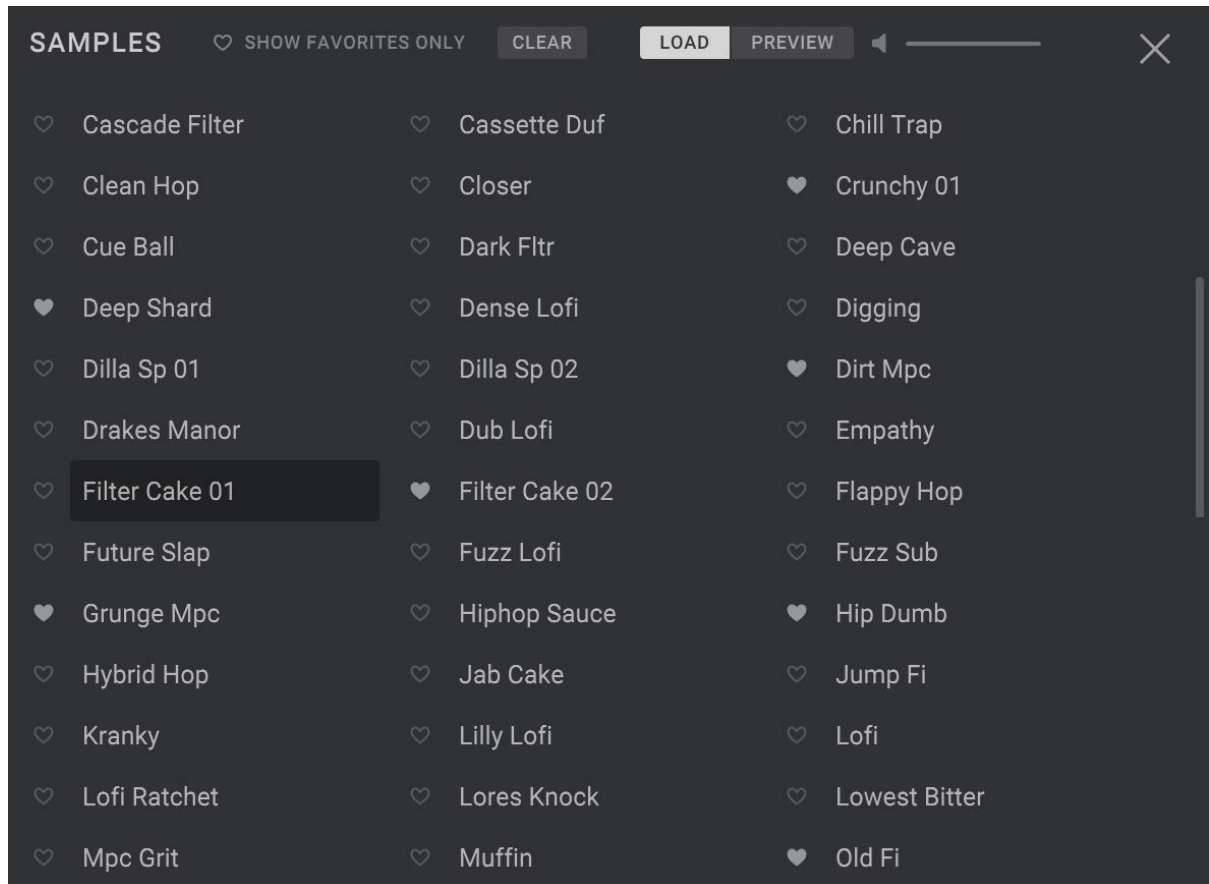 SAMPLES SHOW FAVORITES ONLY CLEAR LOAD PREVIEW
Cascade Filter Cassette Duf Chill Trap
Clean Hop Closer Crunchy 01
Cue Ball Dark Fltr Deep Cave
Deep Shard Dense Lofi Digging
Dilla Sp 01 Dilla Sp 02 Dirt Mpc
Drakes Manor Dub Lofi Empathy
Filter Cake 01 Filter Cake 02 Flappy Hop
Future Slap Fuzz Lofi Fuzz Sub
Grunge Mpc Hiphop Sauce Hip Dumb
Hybrid Hop Jab Cake Jump Fi
Kranky Lilly Lofi Lofi
Lofi Ratchet Lores Knock Lowest Bitter
Mpc Grit Muffin Old Fi